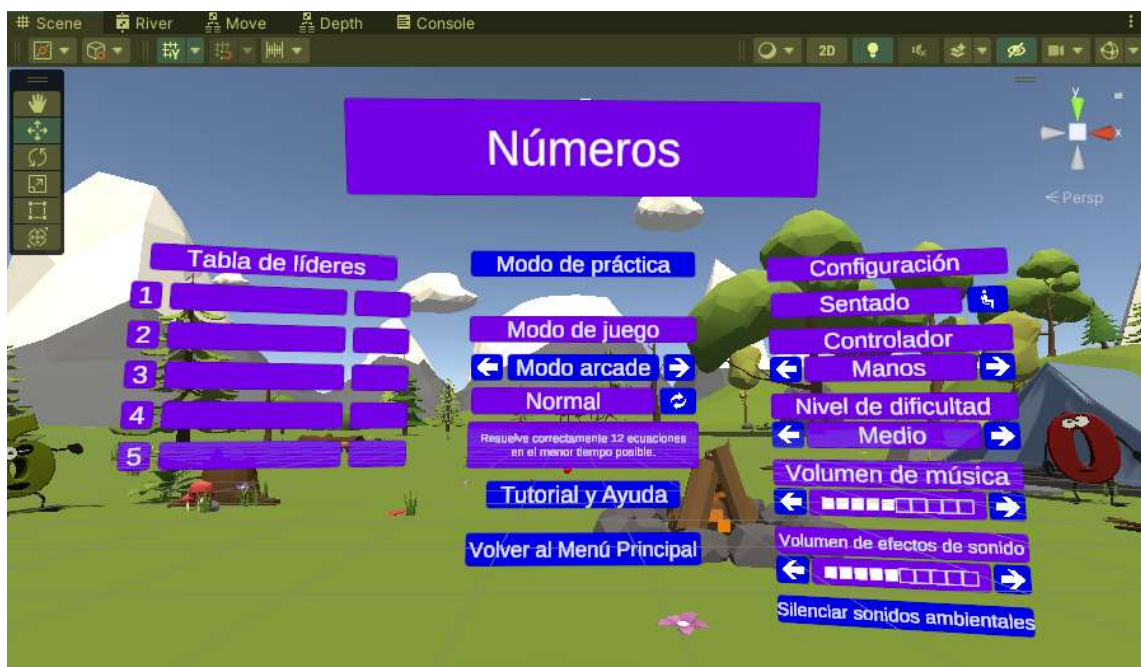 Scene River Move Depth Console
2D
y
x
Persp
Números
Tabla de líderes
1
2
3
4
5
Modo de práctica
Modo de juego
Modo arcade
Normal
Resuelve correctamente 12 ecuaciones
en el menor tiempo posible.
Tutorial y Ayuda
Volver al Menú Principal
Configuración
Sentado
Controlador
Manos
Nivel de dificultad
Medio
Volumen de música
Volumen de efectos de sonido
Silenciar sonidos ambientales